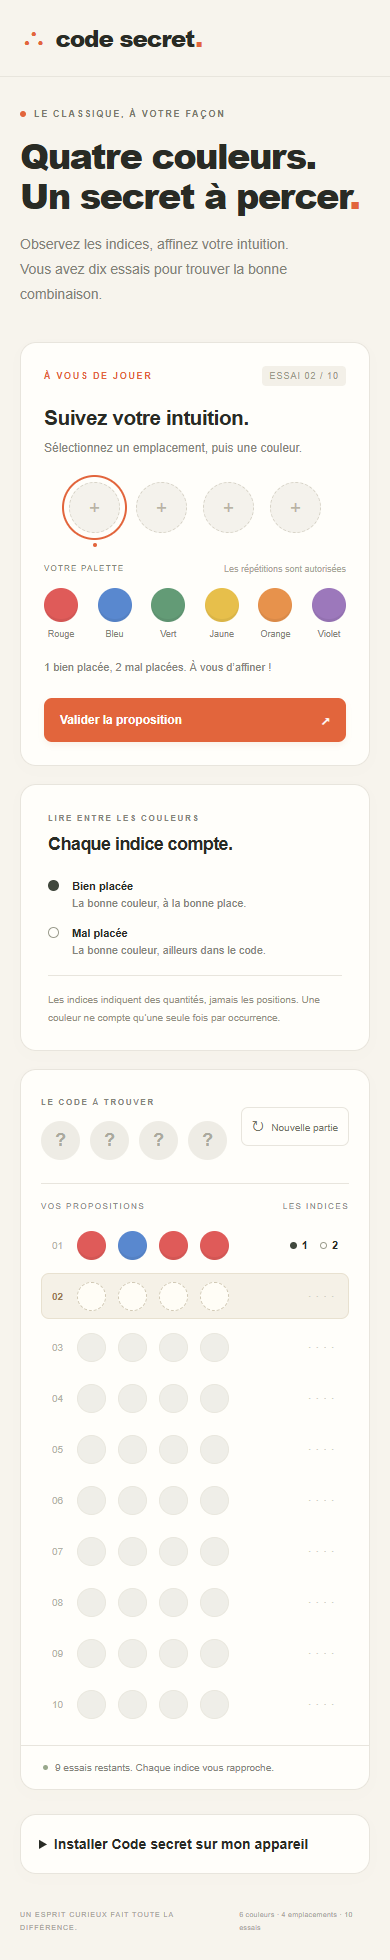 code secret.
LE CLASSIQUE, À VOTRE FAÇON
Quatre couleurs.
Un secret à percer.
Observez les indices, affinez votre intuition.
Vous avez dix essais pour trouver la bonne
combinaison.
À VOUS DE JOUER
ESSAI 02 / 10
Suivez votre intuition.
Sélectionnez un emplacement, puis une couleur.
+ + + +
VOTRE PALETTE
Les répétitions sont autorisées
Rouge Bleu Vert Jaune Orange Violet
1 bien placée, 2 mal placées. À vous d'affiner !
Valider la proposition ↗
LIRE ENTRE LES COULEURS
Chaque indice compte.
Bien placée
La bonne couleur, à la bonne place.
Mal placée
La bonne couleur, ailleurs dans le code.
Les indices indiquent des quantités, jamais les positions. Une
couleur ne compte qu'une seule fois par occurrence.
LE CODE À TROUVER
? ? ? ?
↻ Nouvelle partie
VOS PROPOSITIONS
LES INDICES
01 ● 1 ○ 2
02 · · · ·
03 · · · ·
04 · · · ·
05 · · · ·
06 · · · ·
07 · · · ·
08 · · · ·
09 · · · ·
10 · · · ·
9 essais restants. Chaque indice vous rapproche.
▶ Installer Code secret sur mon appareil
UN ESPRIT CURIEUX FAIT TOUTE LA
DIFFÉRENCE.
6 couleurs · 4 emplacements · 10
essais